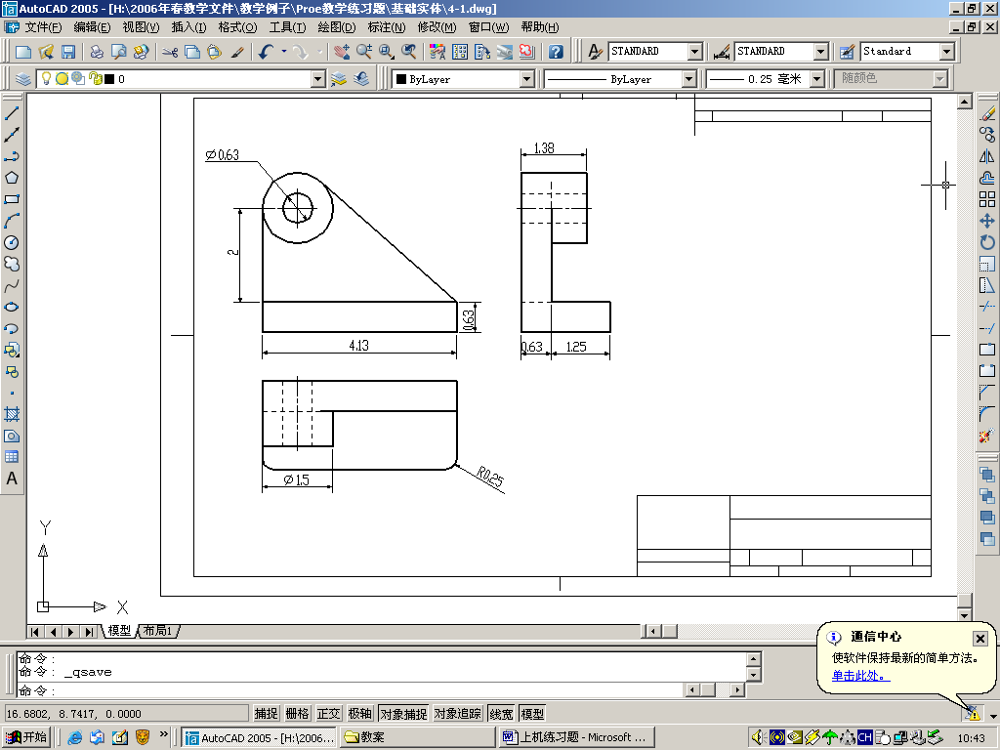 AutoCAD 2005 - [H:\2006年春教学文件\教学例子\Proe教学练习题\基础实体\4-1.dwg]
文件(F) 编辑(E) 视图(V) 插入(I) 格式(O) 工具(T) 绘图(D) 标注(N) 修改(M) 窗口(W) 帮助(H)
STANDARD STANDARD Standard
0 ByLayer ByLayer 0.25 毫米 随颜色
Ø0.63
1.38
2
0.63
4.13
0.63 1.25
Ø1.5
R0.25
Y
X
A
模型 布局1
命令:
命令: _qsave
命令:
通信中心
使软件保持最新的简单方法。
单击此处。
16.6802, 8.7417, 0.0000 捕捉 栅格 正交 极轴 对象捕捉 对象追踪 线宽 模型
开始 AutoCAD 2005 - [H:\2006... 教案 上机练习题 - Microsoft ... CH 10:43